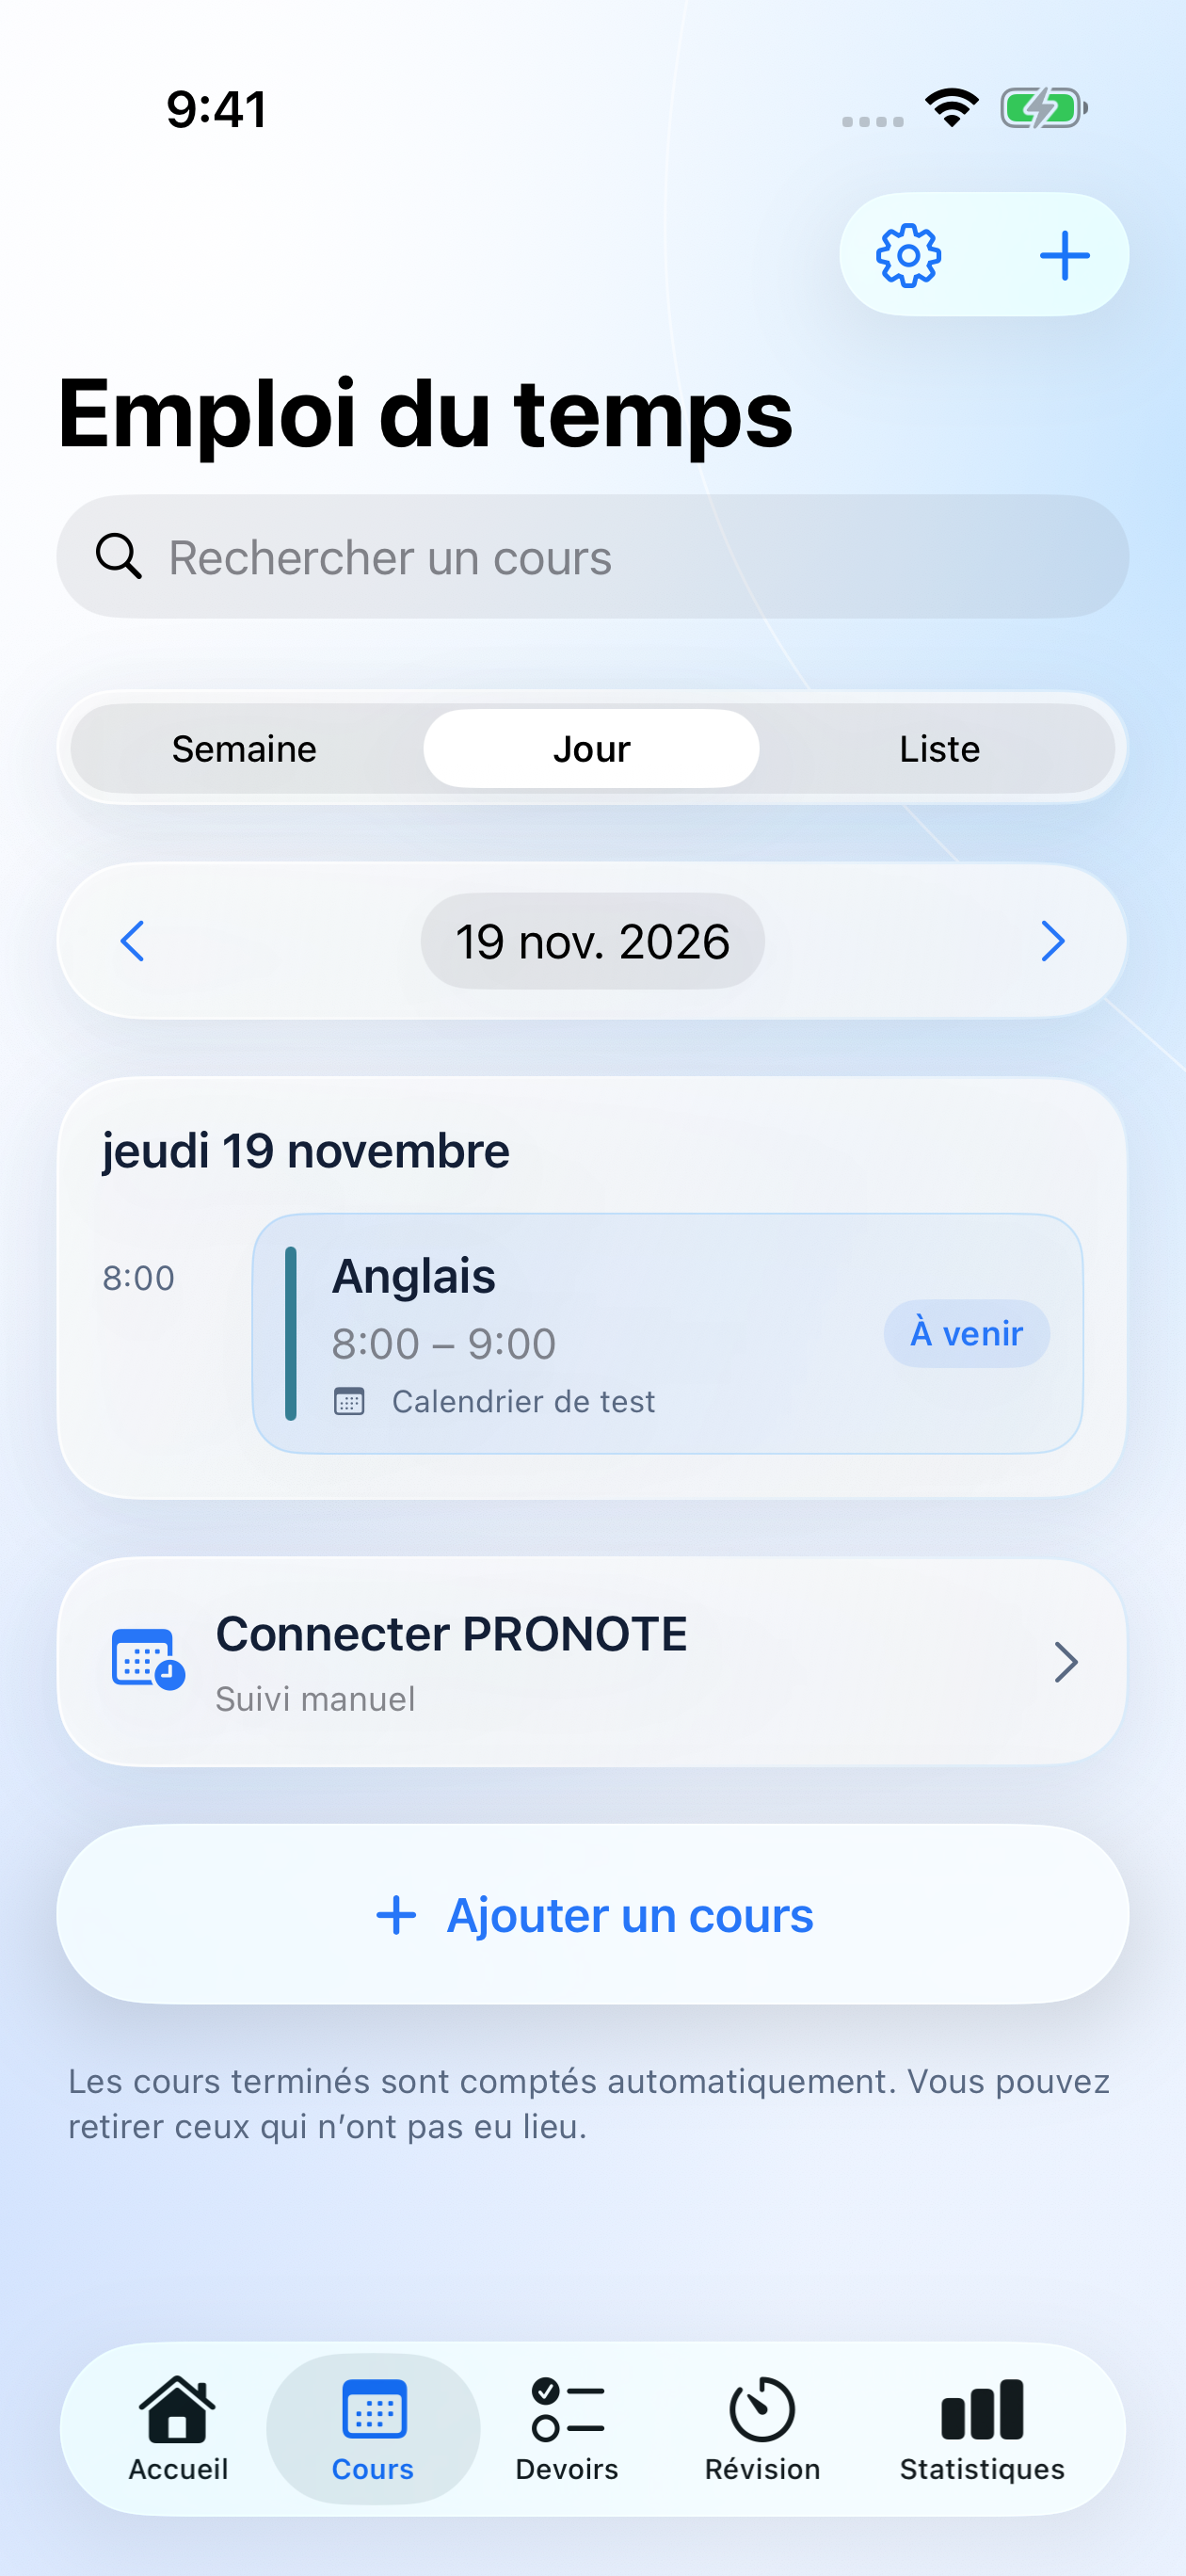 9:41
Emploi du temps
Rechercher un cours
Semaine
Jour
Liste
19 nov. 2026
jeudi 19 novembre
8:00
Anglais
8:00 – 9:00
À venir
Calendrier de test
Connecter PRONOTE
Suivi manuel
Ajouter un cours
Les cours terminés sont comptés automatiquement. Vous pouvez
retirer ceux qui n’ont pas eu lieu.
Accueil
Cours
Devoirs
Révision
Statistiques